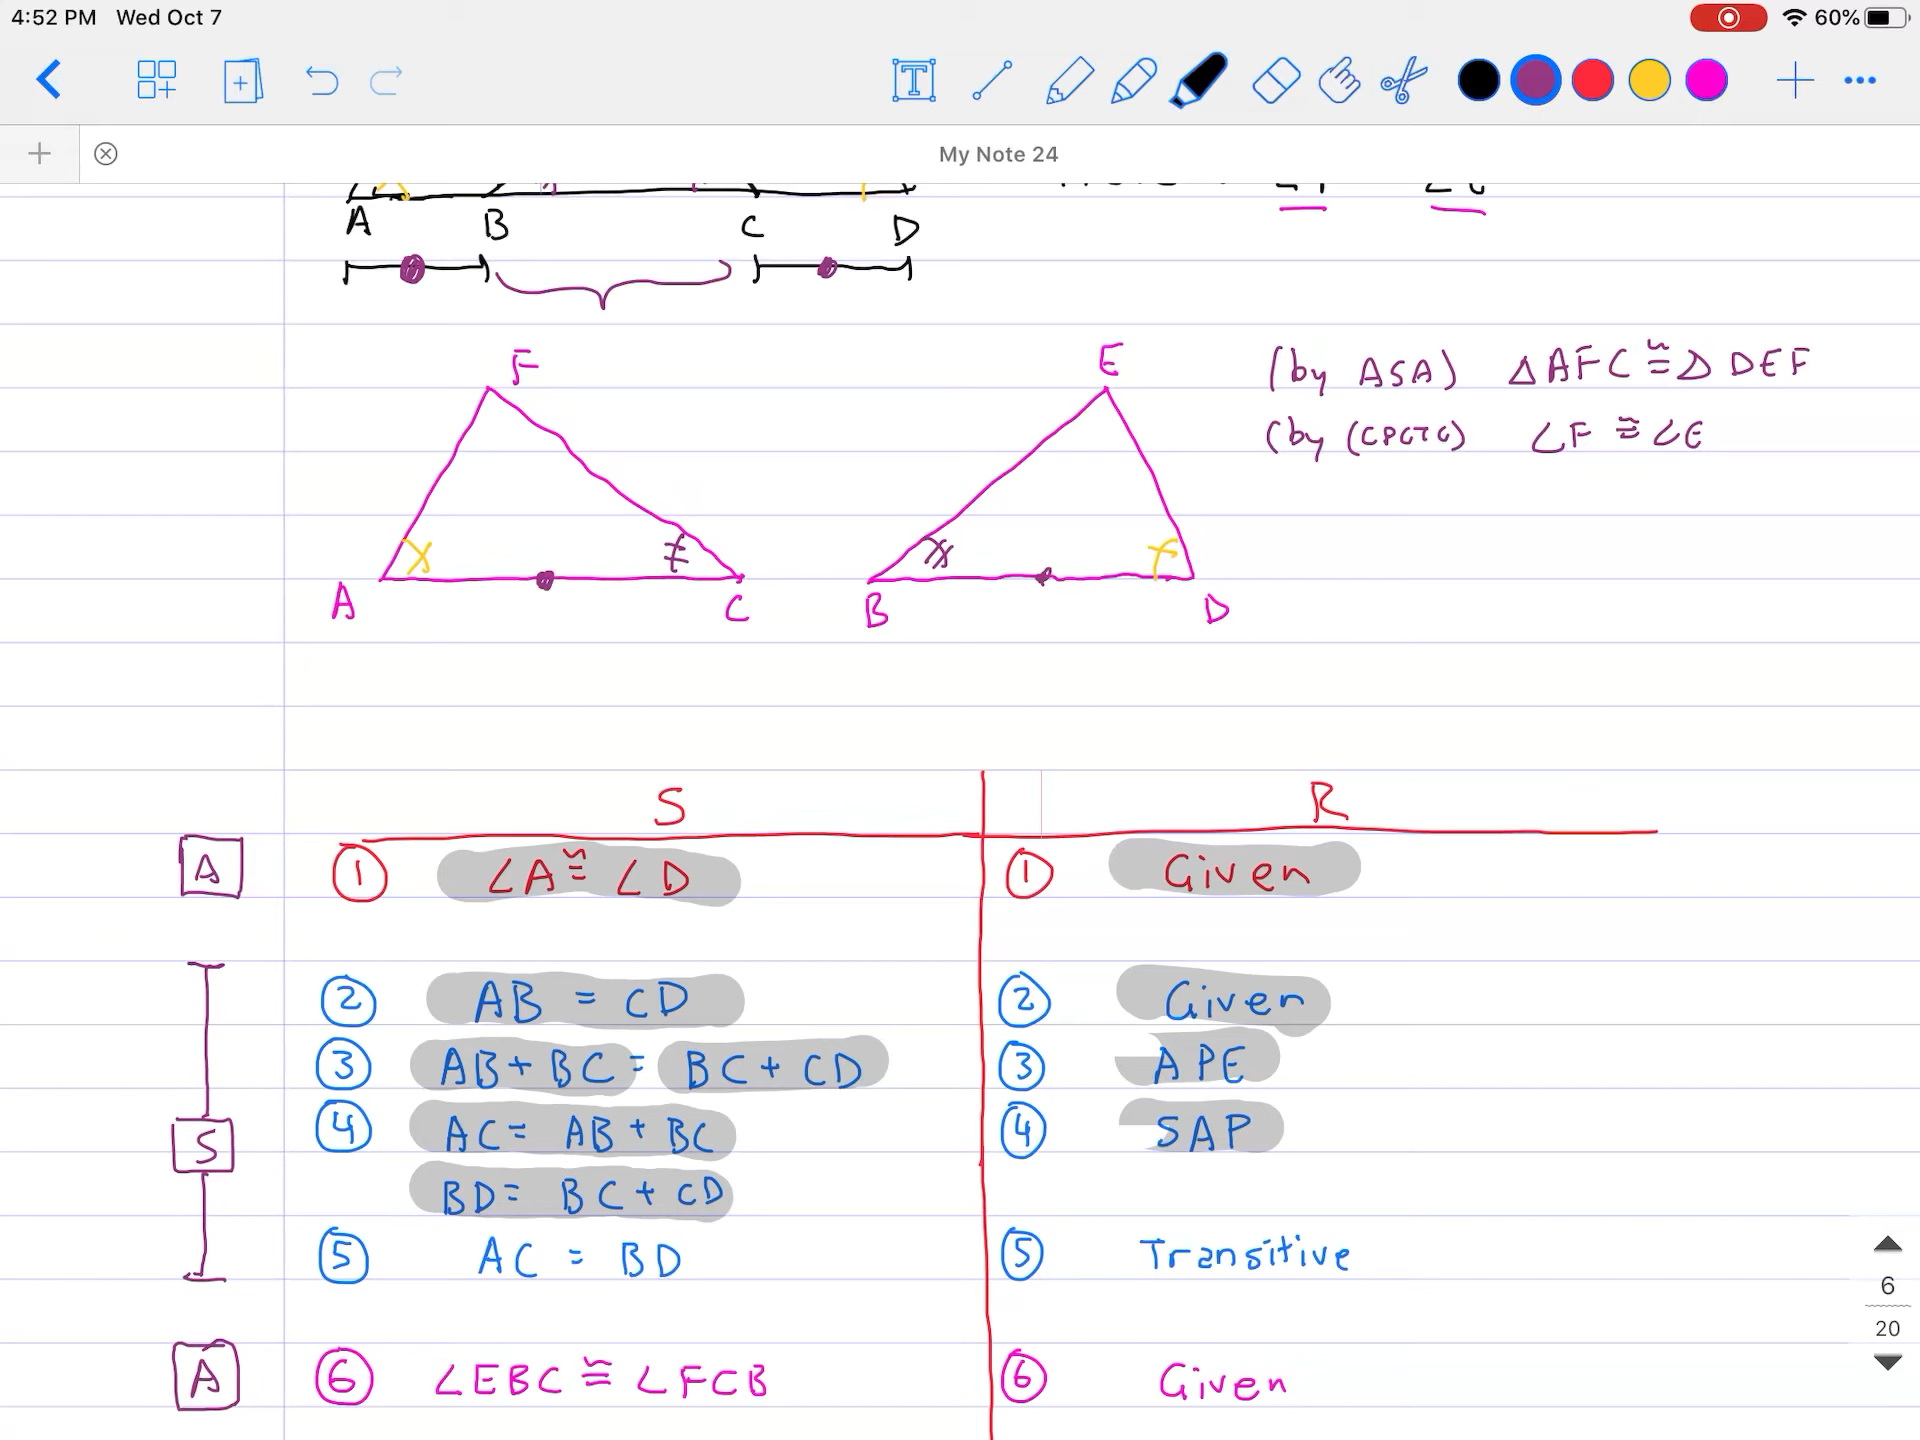 4:52 PM Wed Oct 7
60%
T
My Note 24
A B C D
F E
(by ASA) △AFC ≅ △ DEF
(by (CPCTC) ∠F ≅ ∠E
A C B D
S R
A ① ∠A ≅ ∠D ① Given
② AB = CD ② Given
③ AB + BC = BC + CD ③ APE
S ④ AC = AB + BC ④ SAP
BD = BC + CD
⑤ AC = BD ⑤ Transitive
6
20
A ⑥ ∠EBC ≅ ∠FCB ⑥ Given